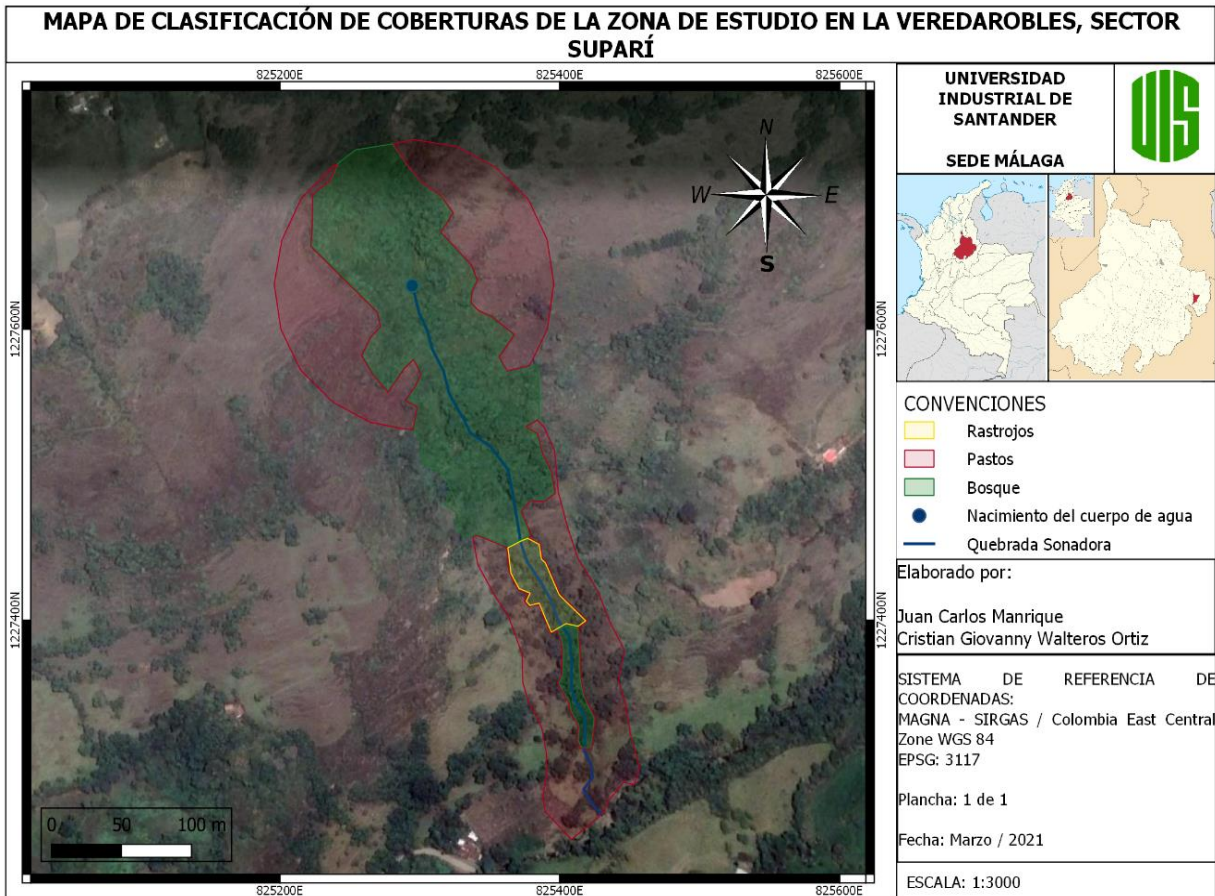 MAPA DE CLASIFICACIÓN DE COBERTURAS DE LA ZONA DE ESTUDIO EN LA VEREDAROBLES, SECTOR
SUPARÍ
825200E
825400E
825600E
1227600N
1227400N
N
W
E
S
0
50
100 m
1227600N
1227400N
825200E
825400E
825600E
UNIVERSIDAD
INDUSTRIAL DE
SANTANDER
SEDE MÁLAGA
UIS
CONVENCIONES
Rastrojos
Pastos
Bosque
Nacimiento del cuerpo de agua
Quebrada Sonadora
Elaborado por:
Juan Carlos Manrique
Cristian Giovanny Walteros Ortiz
SISTEMA DE REFERENCIA DE
COORDENADAS:
MAGNA - SIRGAS / Colombia East Central
Zone WGS 84
EPSG: 3117
Plancha: 1 de 1
Fecha: Marzo / 2021
ESCALA: 1:3000